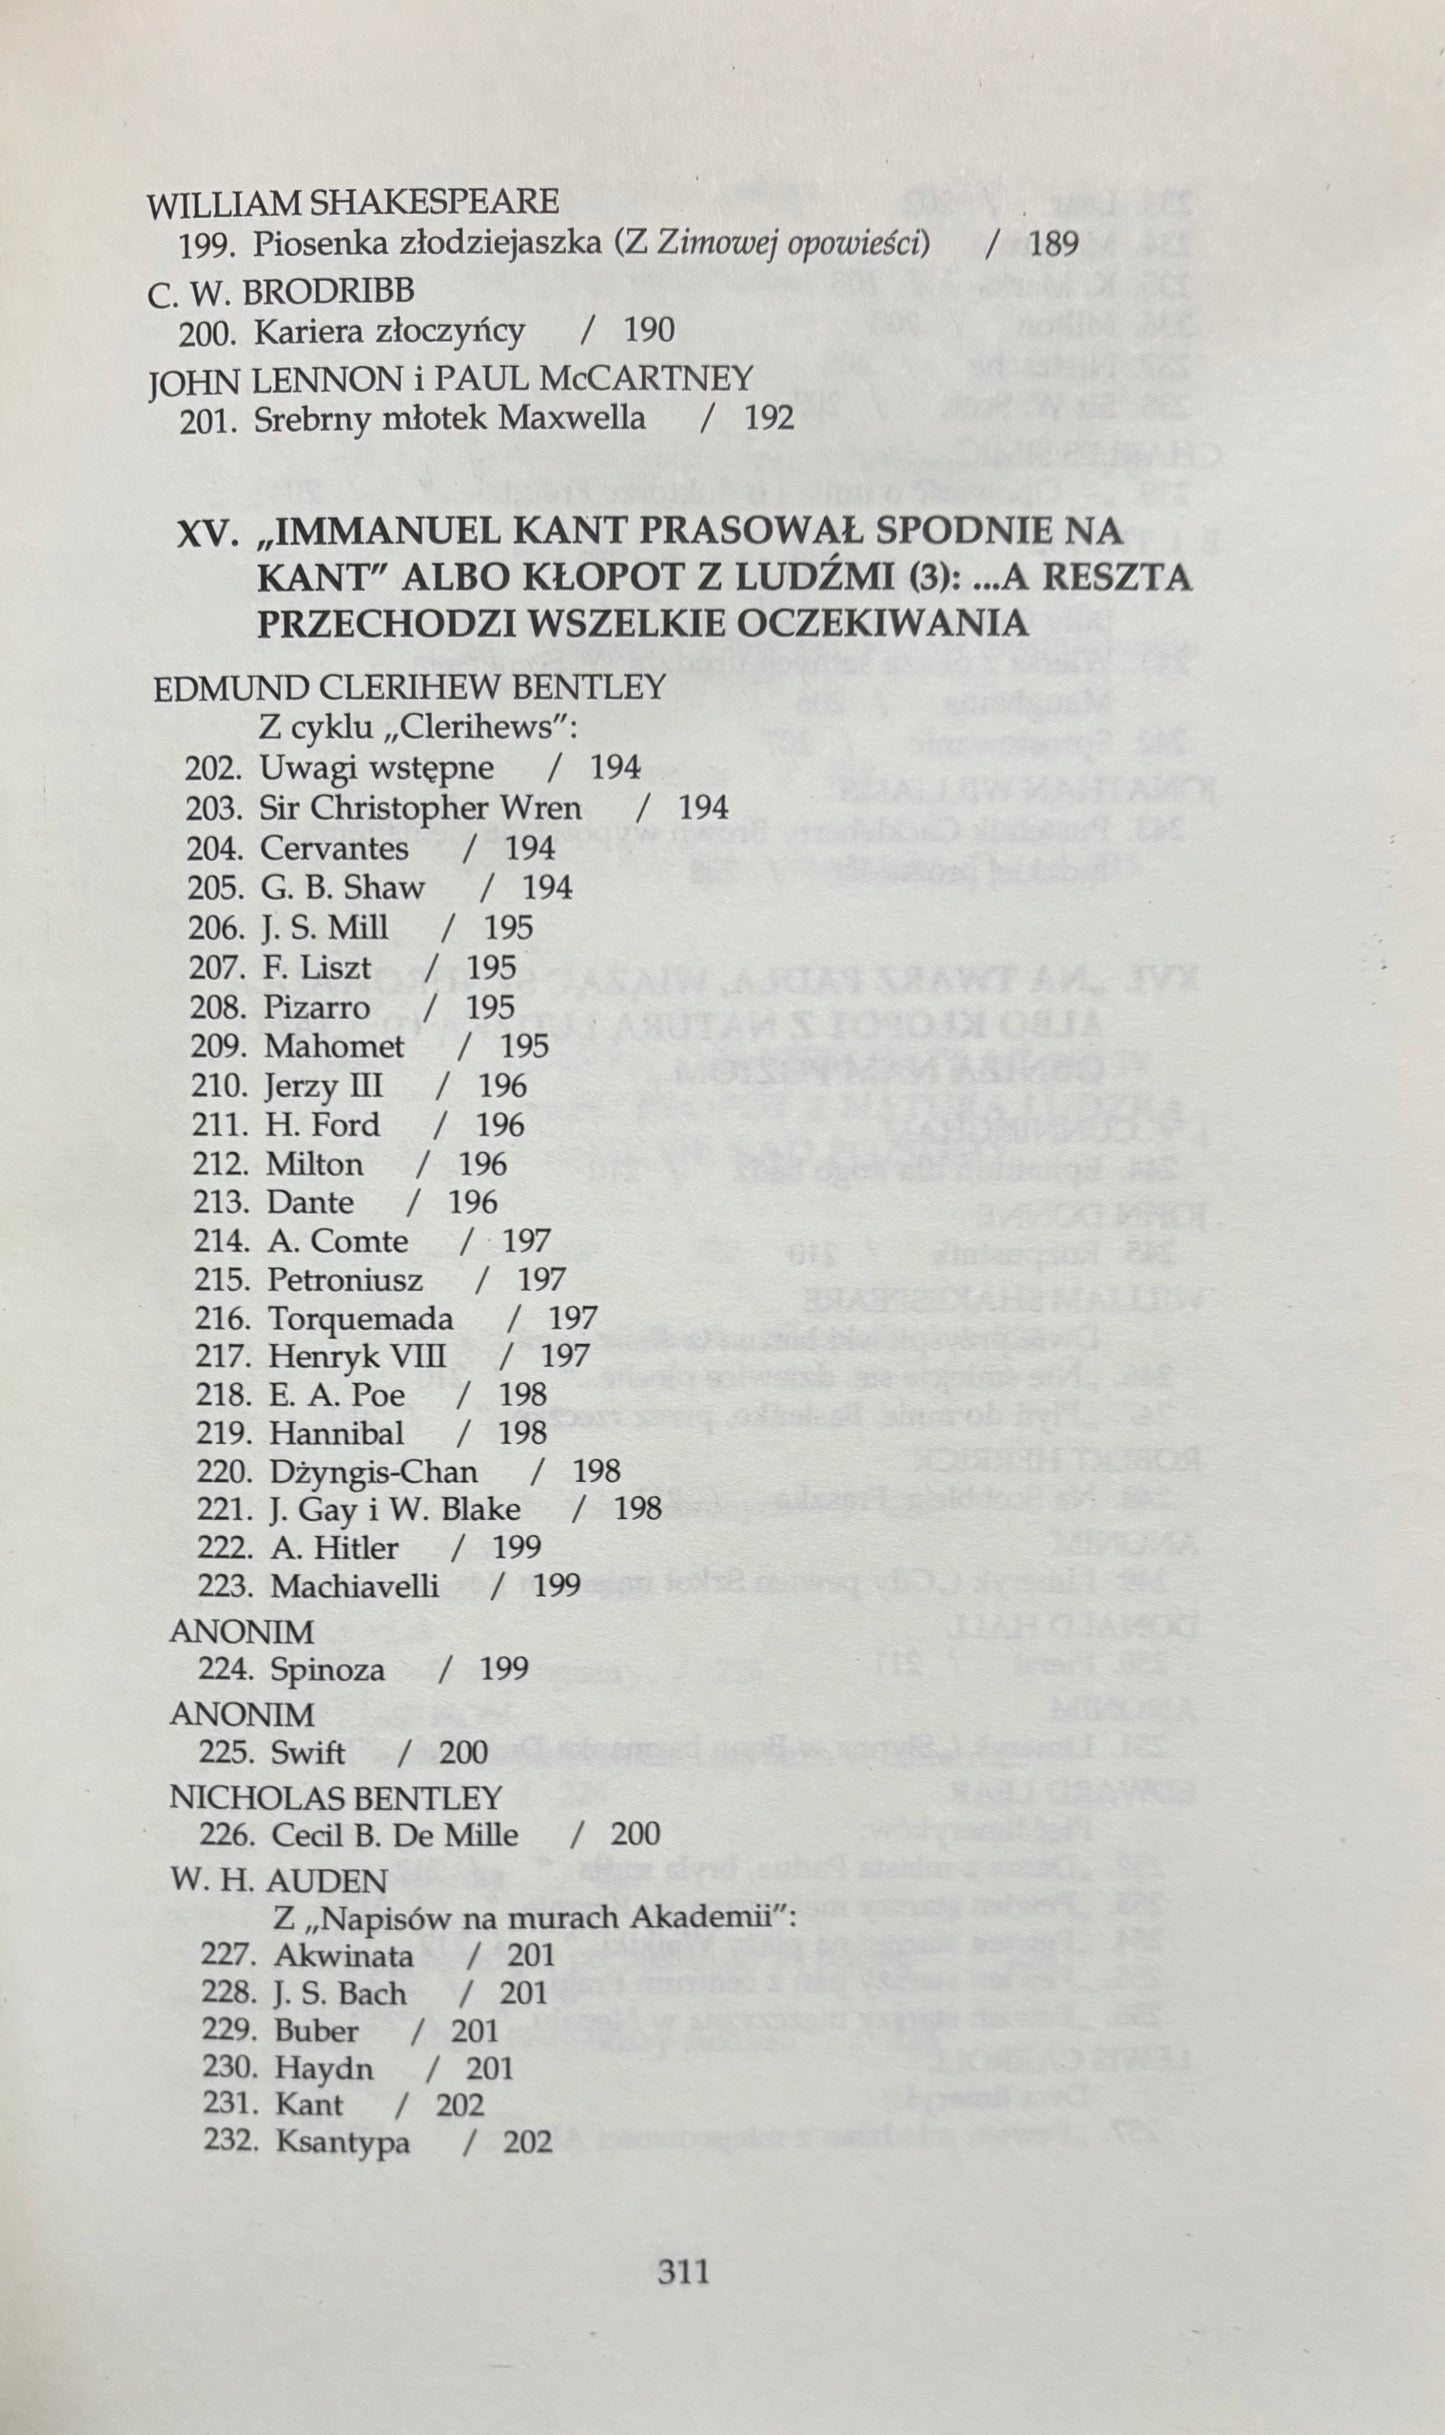 WILLIAM SHAKESPEARE
199. Piosenka złodziejaszka (Z Zimowej opowieści) / 189
C. W. BRODRIBB
200. Kariera złoczyńcy / 190
JOHN LENNON i PAUL McCARTNEY
201. Srebrny młotek Maxwella / 192
XV. „IMMANUEL KANT PRASOWAŁ SPODNIE NA
KANT” ALBO KŁOPOT Z LUDŹMI (3): ...A RESZTA
PRZECHODZI WSZELKIE OCZEKIWANIA
EDMUND CLERIHEW BENTLEY
Z cyklu „Clerihews”:
202. Uwagi wstępne / 194
203. Sir Christopher Wren / 194
204. Cervantes / 194
205. G. B. Shaw / 194
206. J. S. Mill / 195
207. F. Liszt / 195
208. Pizarro / 195
209. Mahomet / 195
210. Jerzy III / 196
211. H. Ford / 196
212. Milton / 196
213. Dante / 196
214. A. Comte / 197
215. Petroniusz / 197
216. Torquemada / 197
217. Henryk VIII / 197
218. E. A. Poe / 198
219. Hannibal / 198
220. Dżyngis-Chan / 198
221. J. Gay i W. Blake / 198
222. A. Hitler / 199
223. Machiavelli / 199
ANONIM
224. Spinoza / 199
ANONIM
225. Swift / 200
NICHOLAS BENTLEY
226. Cecil B. De Mille / 200
W. H. AUDEN
Z „Napisów na murach Akademii”:
227. Akwinata / 201
228. J. S. Bach / 201
229. Buber / 201
230. Haydn / 201
231. Kant / 202
232. Ksantypa / 202
311